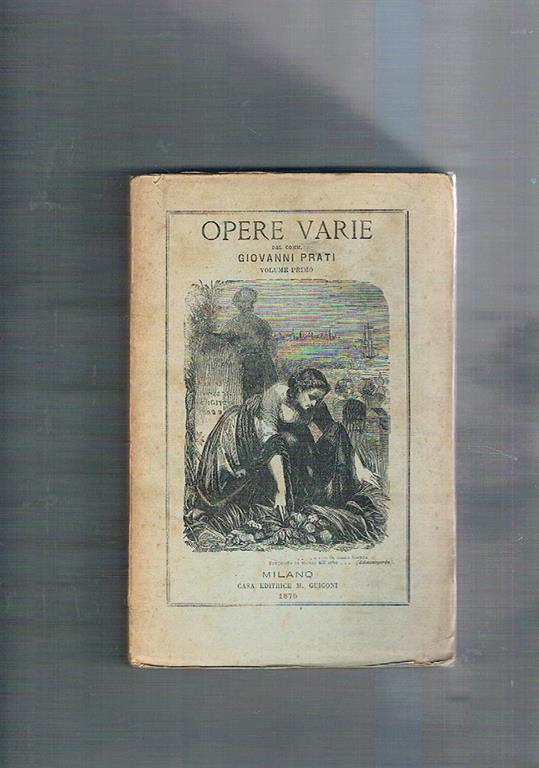 OPERE VARIE
DEL COMM.
GIOVANNI PRATI
VOLUME PRIMO
MILANO
CASA EDITRICE M. GUIGONI
1875